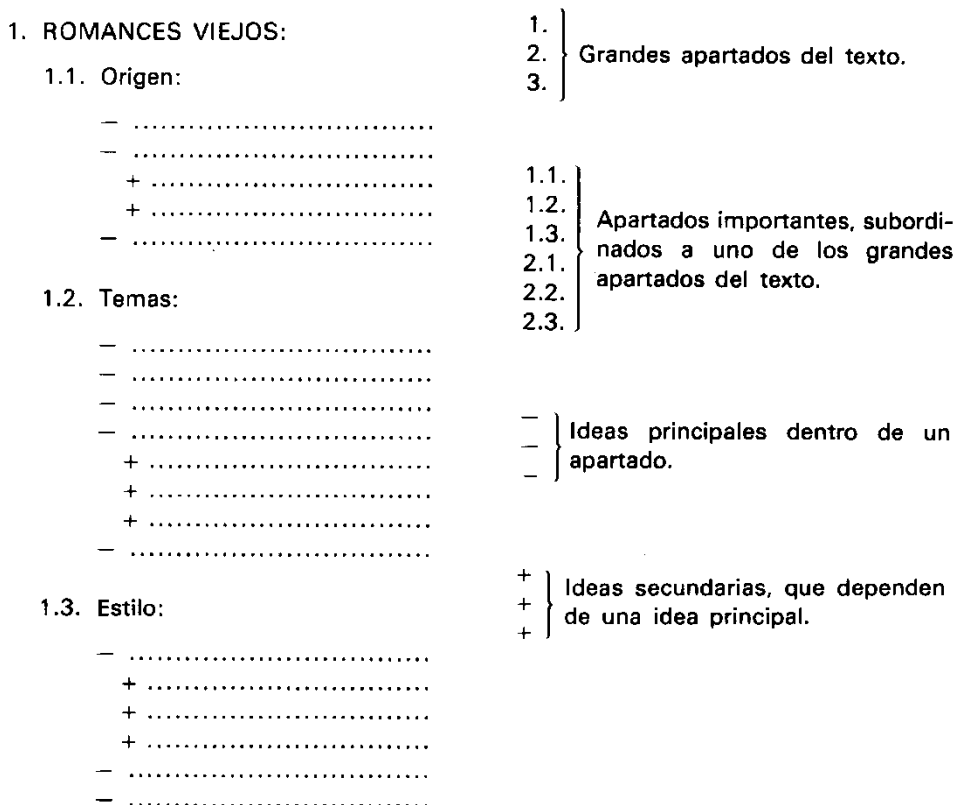 1. ROMANCES VIEJOS:
1.1. Origen:
— ................................
— ................................
+ ..............................
+ ..............................
— ................................
1.2. Temas:
— ................................
— ................................
— ................................
— ................................
+ ..............................
+ ..............................
+ ..............................
— ................................
1.3. Estilo:
— ................................
+ ..............................
+ ..............................
+ ..............................
— ................................
— ................................
1.
2.
3.
Grandes apartados del texto.
1.1.
1.2.
1.3.
2.1.
2.2.
2.3.
Apartados importantes, subordi-
nados a uno de los grandes
apartados del texto.
—
—
—
Ideas principales dentro de un
apartado.
+
+
+
Ideas secundarias, que dependen
de una idea principal.